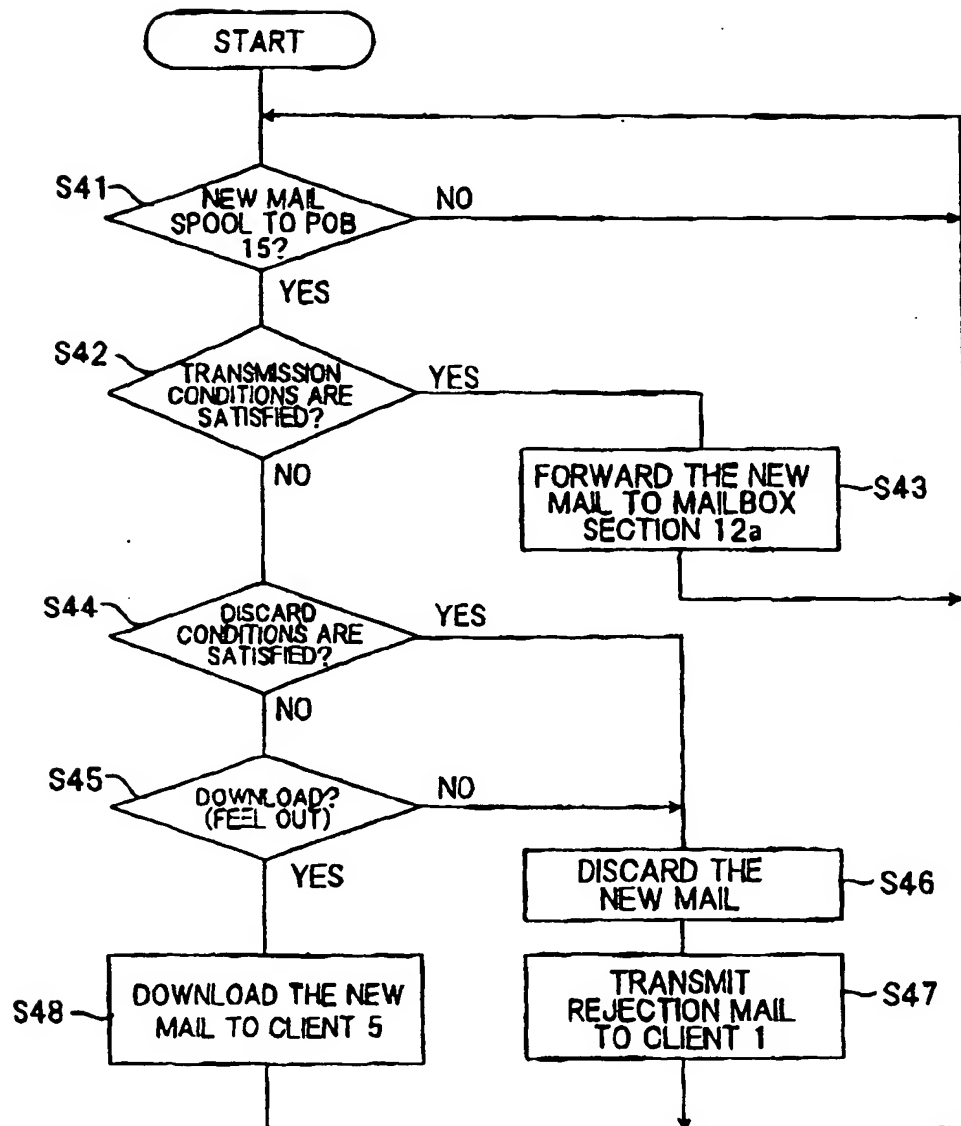 START
S41
NEW MAIL
SPOOL TO POB
15?
NO
YES
S42
TRANSMISSION
CONDITIONS ARE
SATISFIED?
YES
NO
FORWARD THE NEW
MAIL TO MAILBOX
SECTION 12a
S43
S44
DISCARD
CONDITIONS ARE
SATISFIED?
YES
NO
S45
DOWNLOAD?
(FEEL OUT)
NO
YES
DISCARD THE
NEW MAIL
S46
S48
DOWNLOAD THE NEW
MAIL TO CLIENT 5
TRANSMIT
REJECTION MAIL
TO CLIENT 1
S47